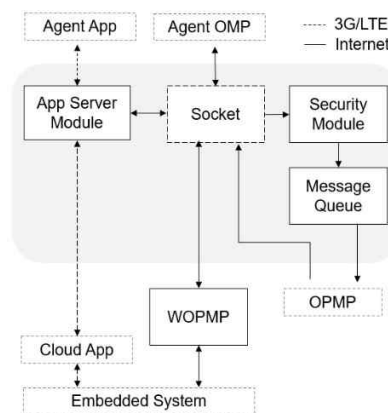 Agent App
Agent OMP
3G/LTE
Internet
App Server
Module
Socket
Security
Module
Message
Queue
WOPMP
OPMP
Cloud App
Embedded System